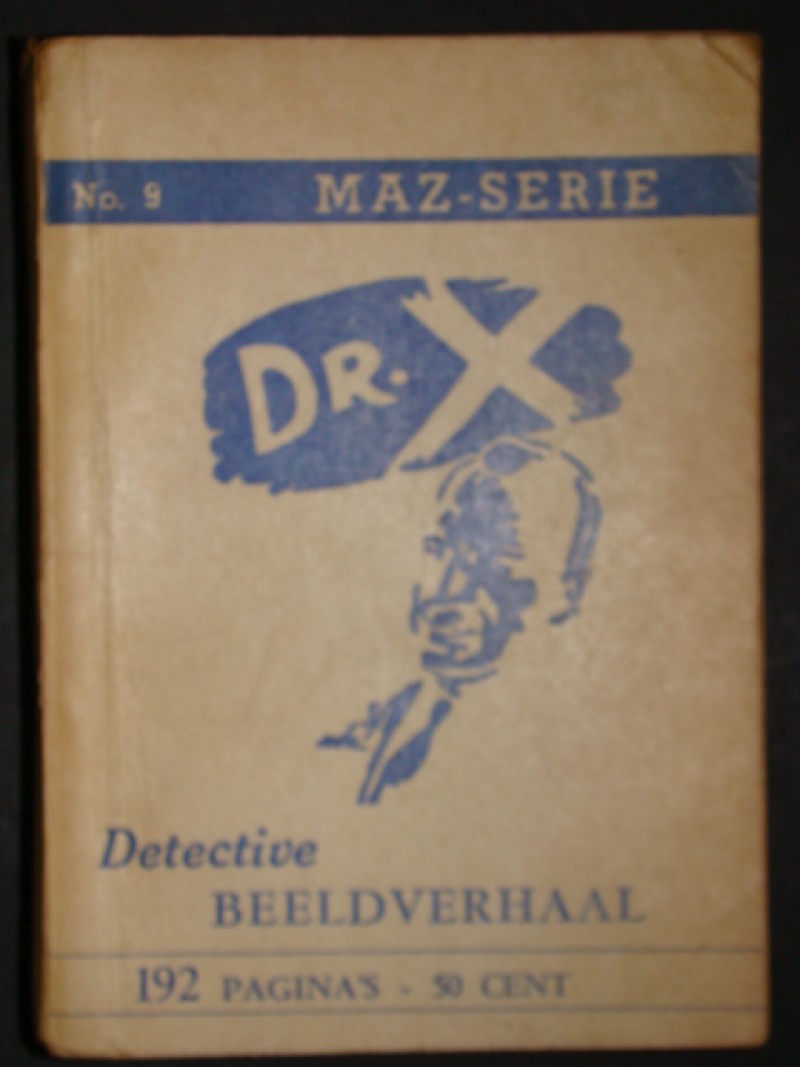 No. 9 MAZ-SERIE
DR. X
Detective
BEELDVERHAAL
192 PAGINA'S - 50 CENT